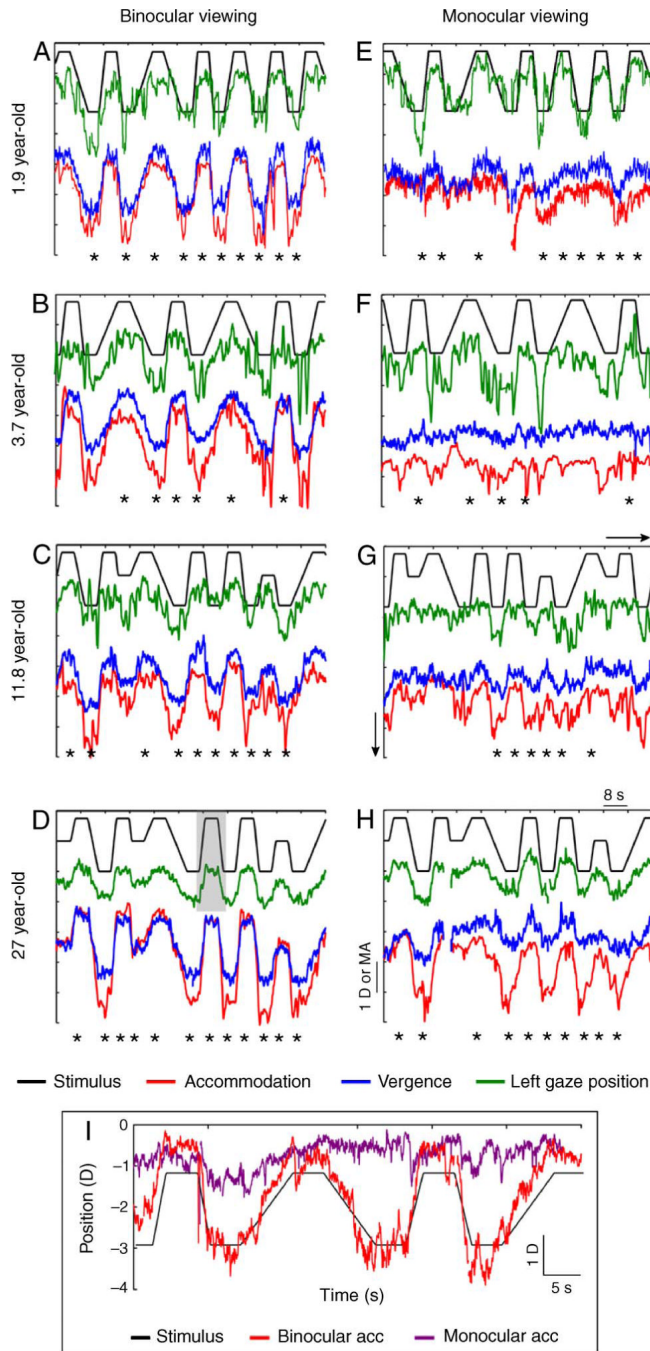 Binocular viewing
Monocular viewing
A
E
1.9 year-old
* * * * * * * * *
* * * * * * * * *
B
F
3.7 year-old
* * * * * *
* * * * *
C
G
11.8 year-old
* * * * * * * * * *
* * * * * *
8 s
D
H
27 year-old
1 D or MA
* * * * * * * * * * *
* * * * * * * * * *
Stimulus Accommodation Vergence Left gaze position
I
0
–1
–2
–3
–4
Position (D)
1 D
5 s
Time (s)
Stimulus Binocular acc Monocular acc